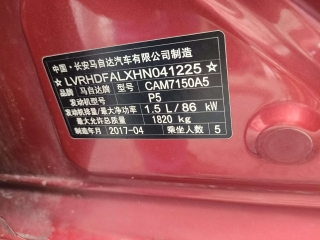 中国·长安马自达汽车有限公司制造
★LVRHDFALXHN041225★
品牌 马自达牌 型号 CAM7150A5
发动机型号 P5
发动机排量/最大净功率 1.5 L/86 kW
最大允许总质量 1820 kg
制造年月 2017-04 乘坐人数 5